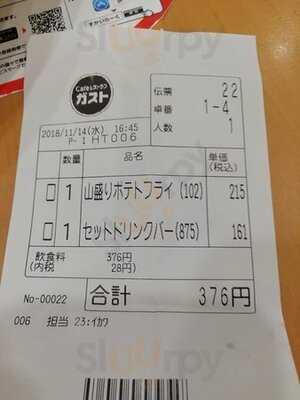 Cafeレストラン
ガスト
伝票 22
卓番 1-4
人数 1
2018/11/14(水) 16:45
P- 1 HT006
数量 品名 単価(税込)
□ 1 山盛りポテトフライ(102) 215
□ 1 セットドリンクバー(875) 161
飲食料 376円
(内税 28円)
合計 376円
No-00022
006 担当 23:イカワ
Sluurpy